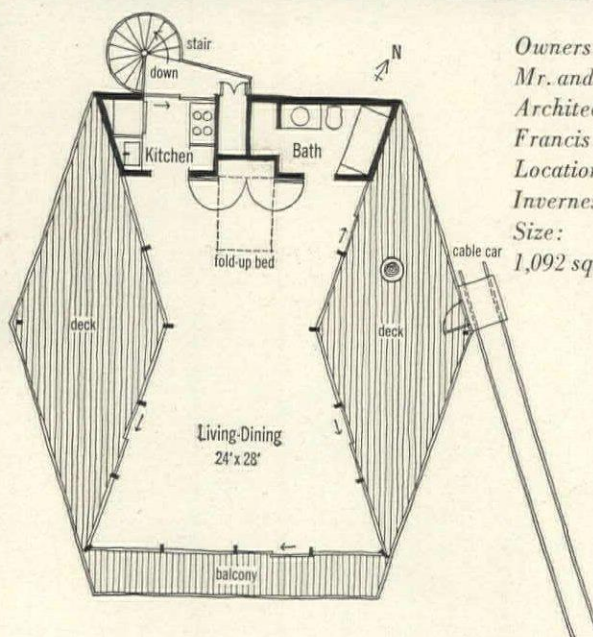 stair
down
N
Kitchen
Bath
fold-up bed
deck
deck
cable car
Living-Dining
24' x 28'
balcony
Owners
Mr. and
Architec
Francis
Location
Inverne
Size:
1,092 sq